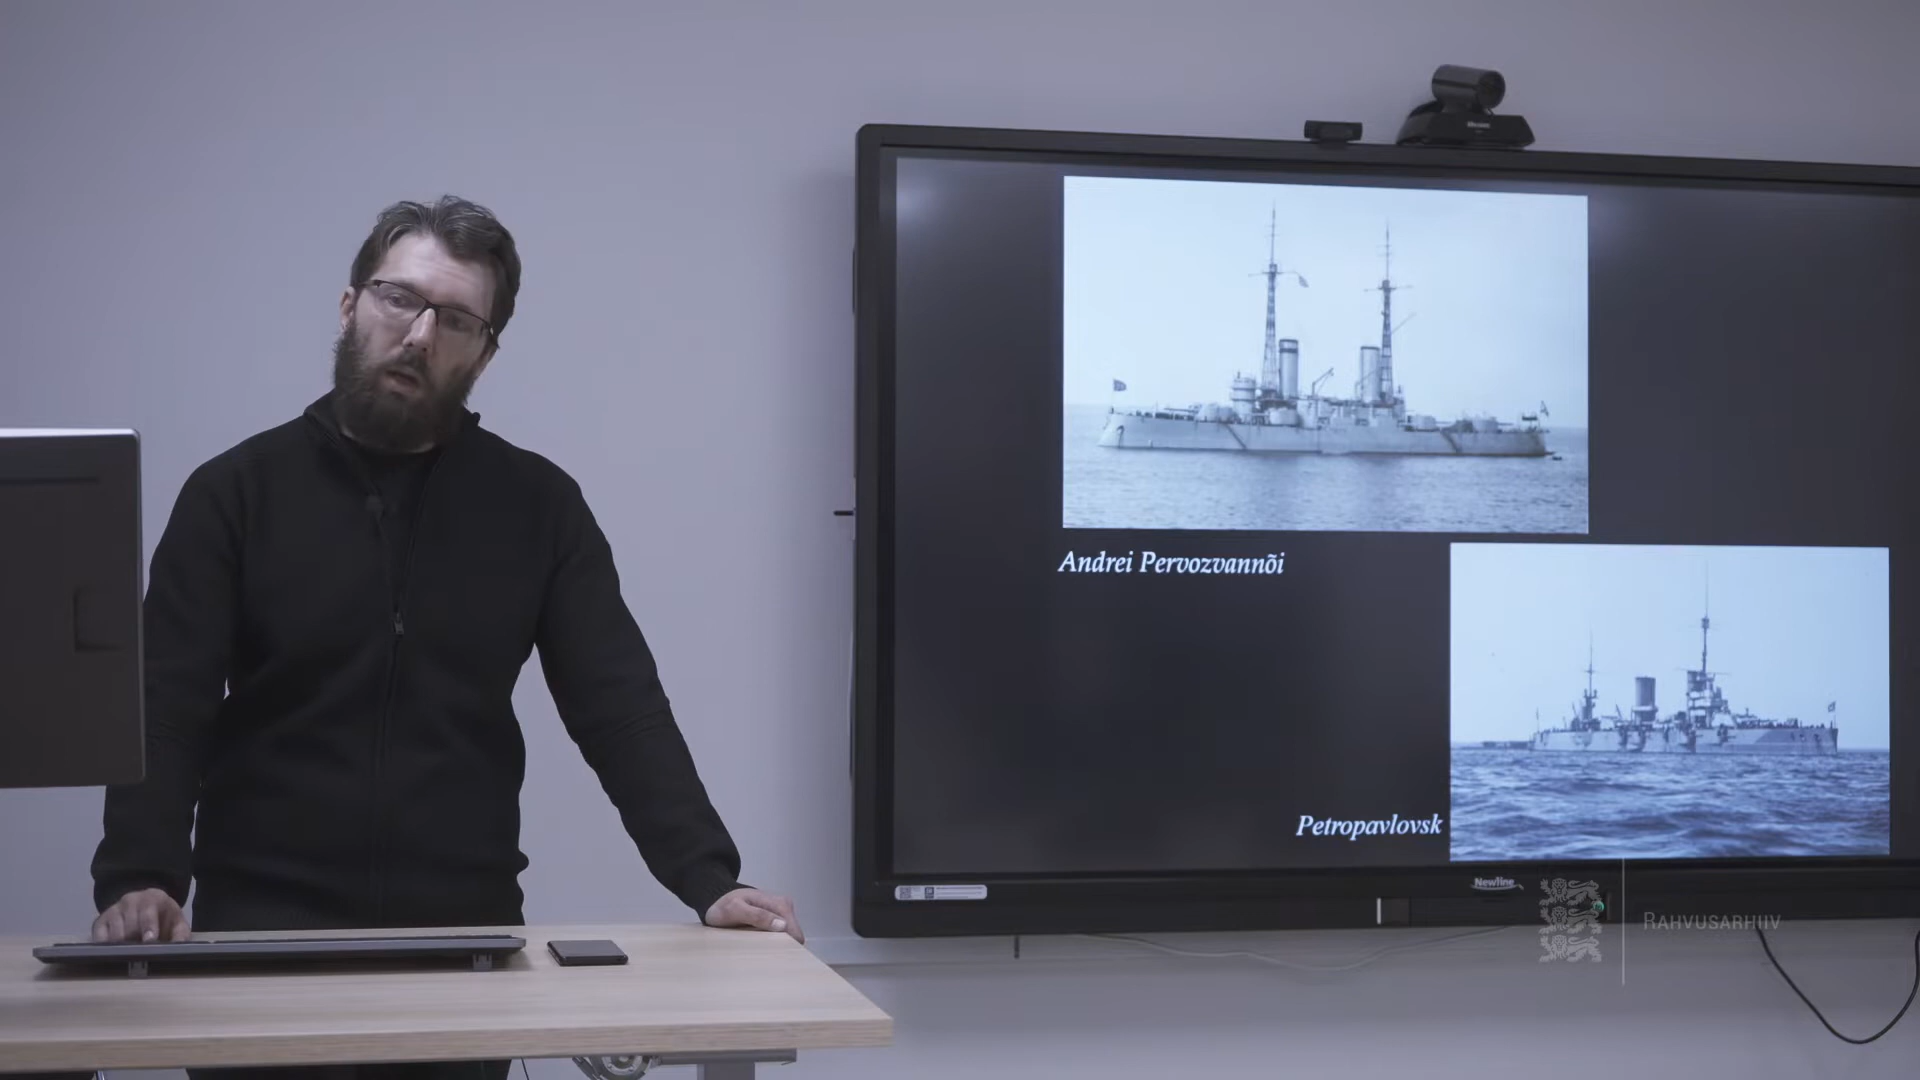 Andrei Pervozvannõi
Petropavlovsk
Newline
RAHVUSARHIIV